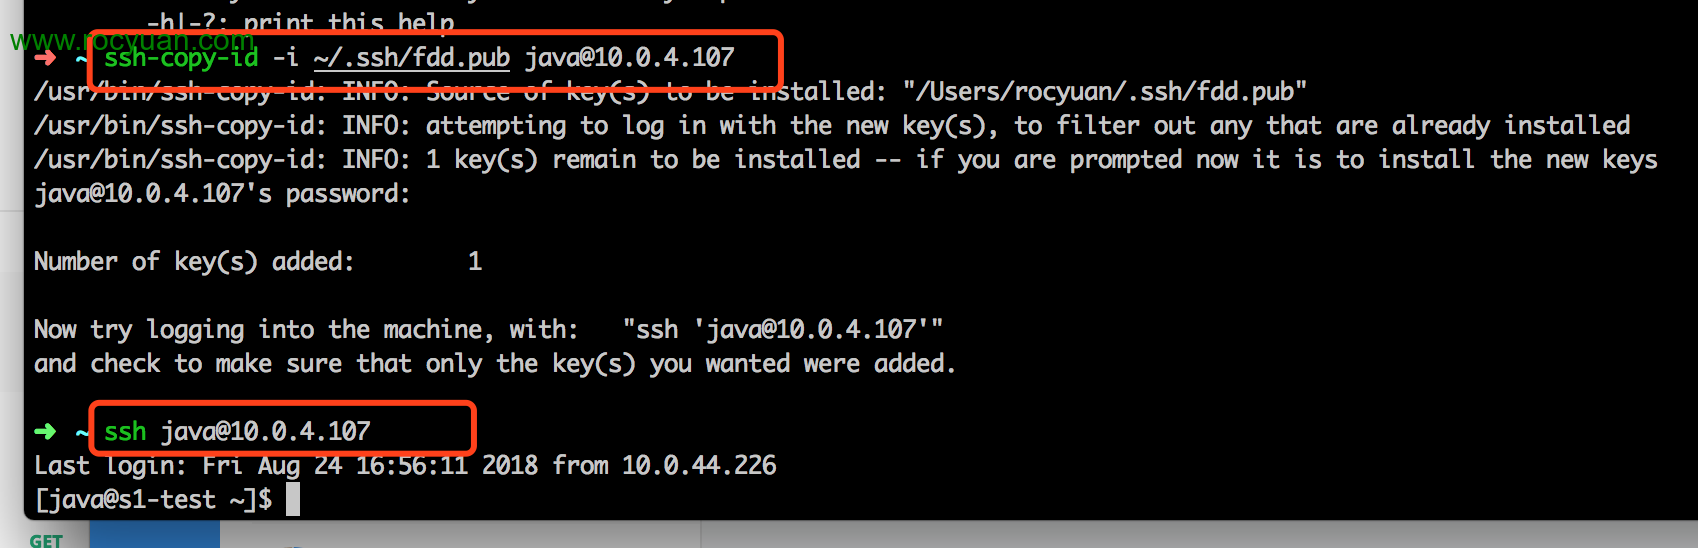 -h|-?: print this help
www.rocyuan.com
➜ ~ ssh-copy-id -i ~/.ssh/fdd.pub java@10.0.4.107
/usr/bin/ssh-copy-id: INFO: Source of key(s) to be installed: "/Users/rocyuan/.ssh/fdd.pub"
/usr/bin/ssh-copy-id: INFO: attempting to log in with the new key(s), to filter out any that are already installed
/usr/bin/ssh-copy-id: INFO: 1 key(s) remain to be installed -- if you are prompted now it is to install the new keys
java@10.0.4.107's password:
Number of key(s) added: 1
Now try logging into the machine, with: "ssh 'java@10.0.4.107'"
and check to make sure that only the key(s) you wanted were added.
➜ ~ ssh java@10.0.4.107
Last login: Fri Aug 24 16:56:11 2018 from 10.0.44.226
[java@s1-test ~]$
GET